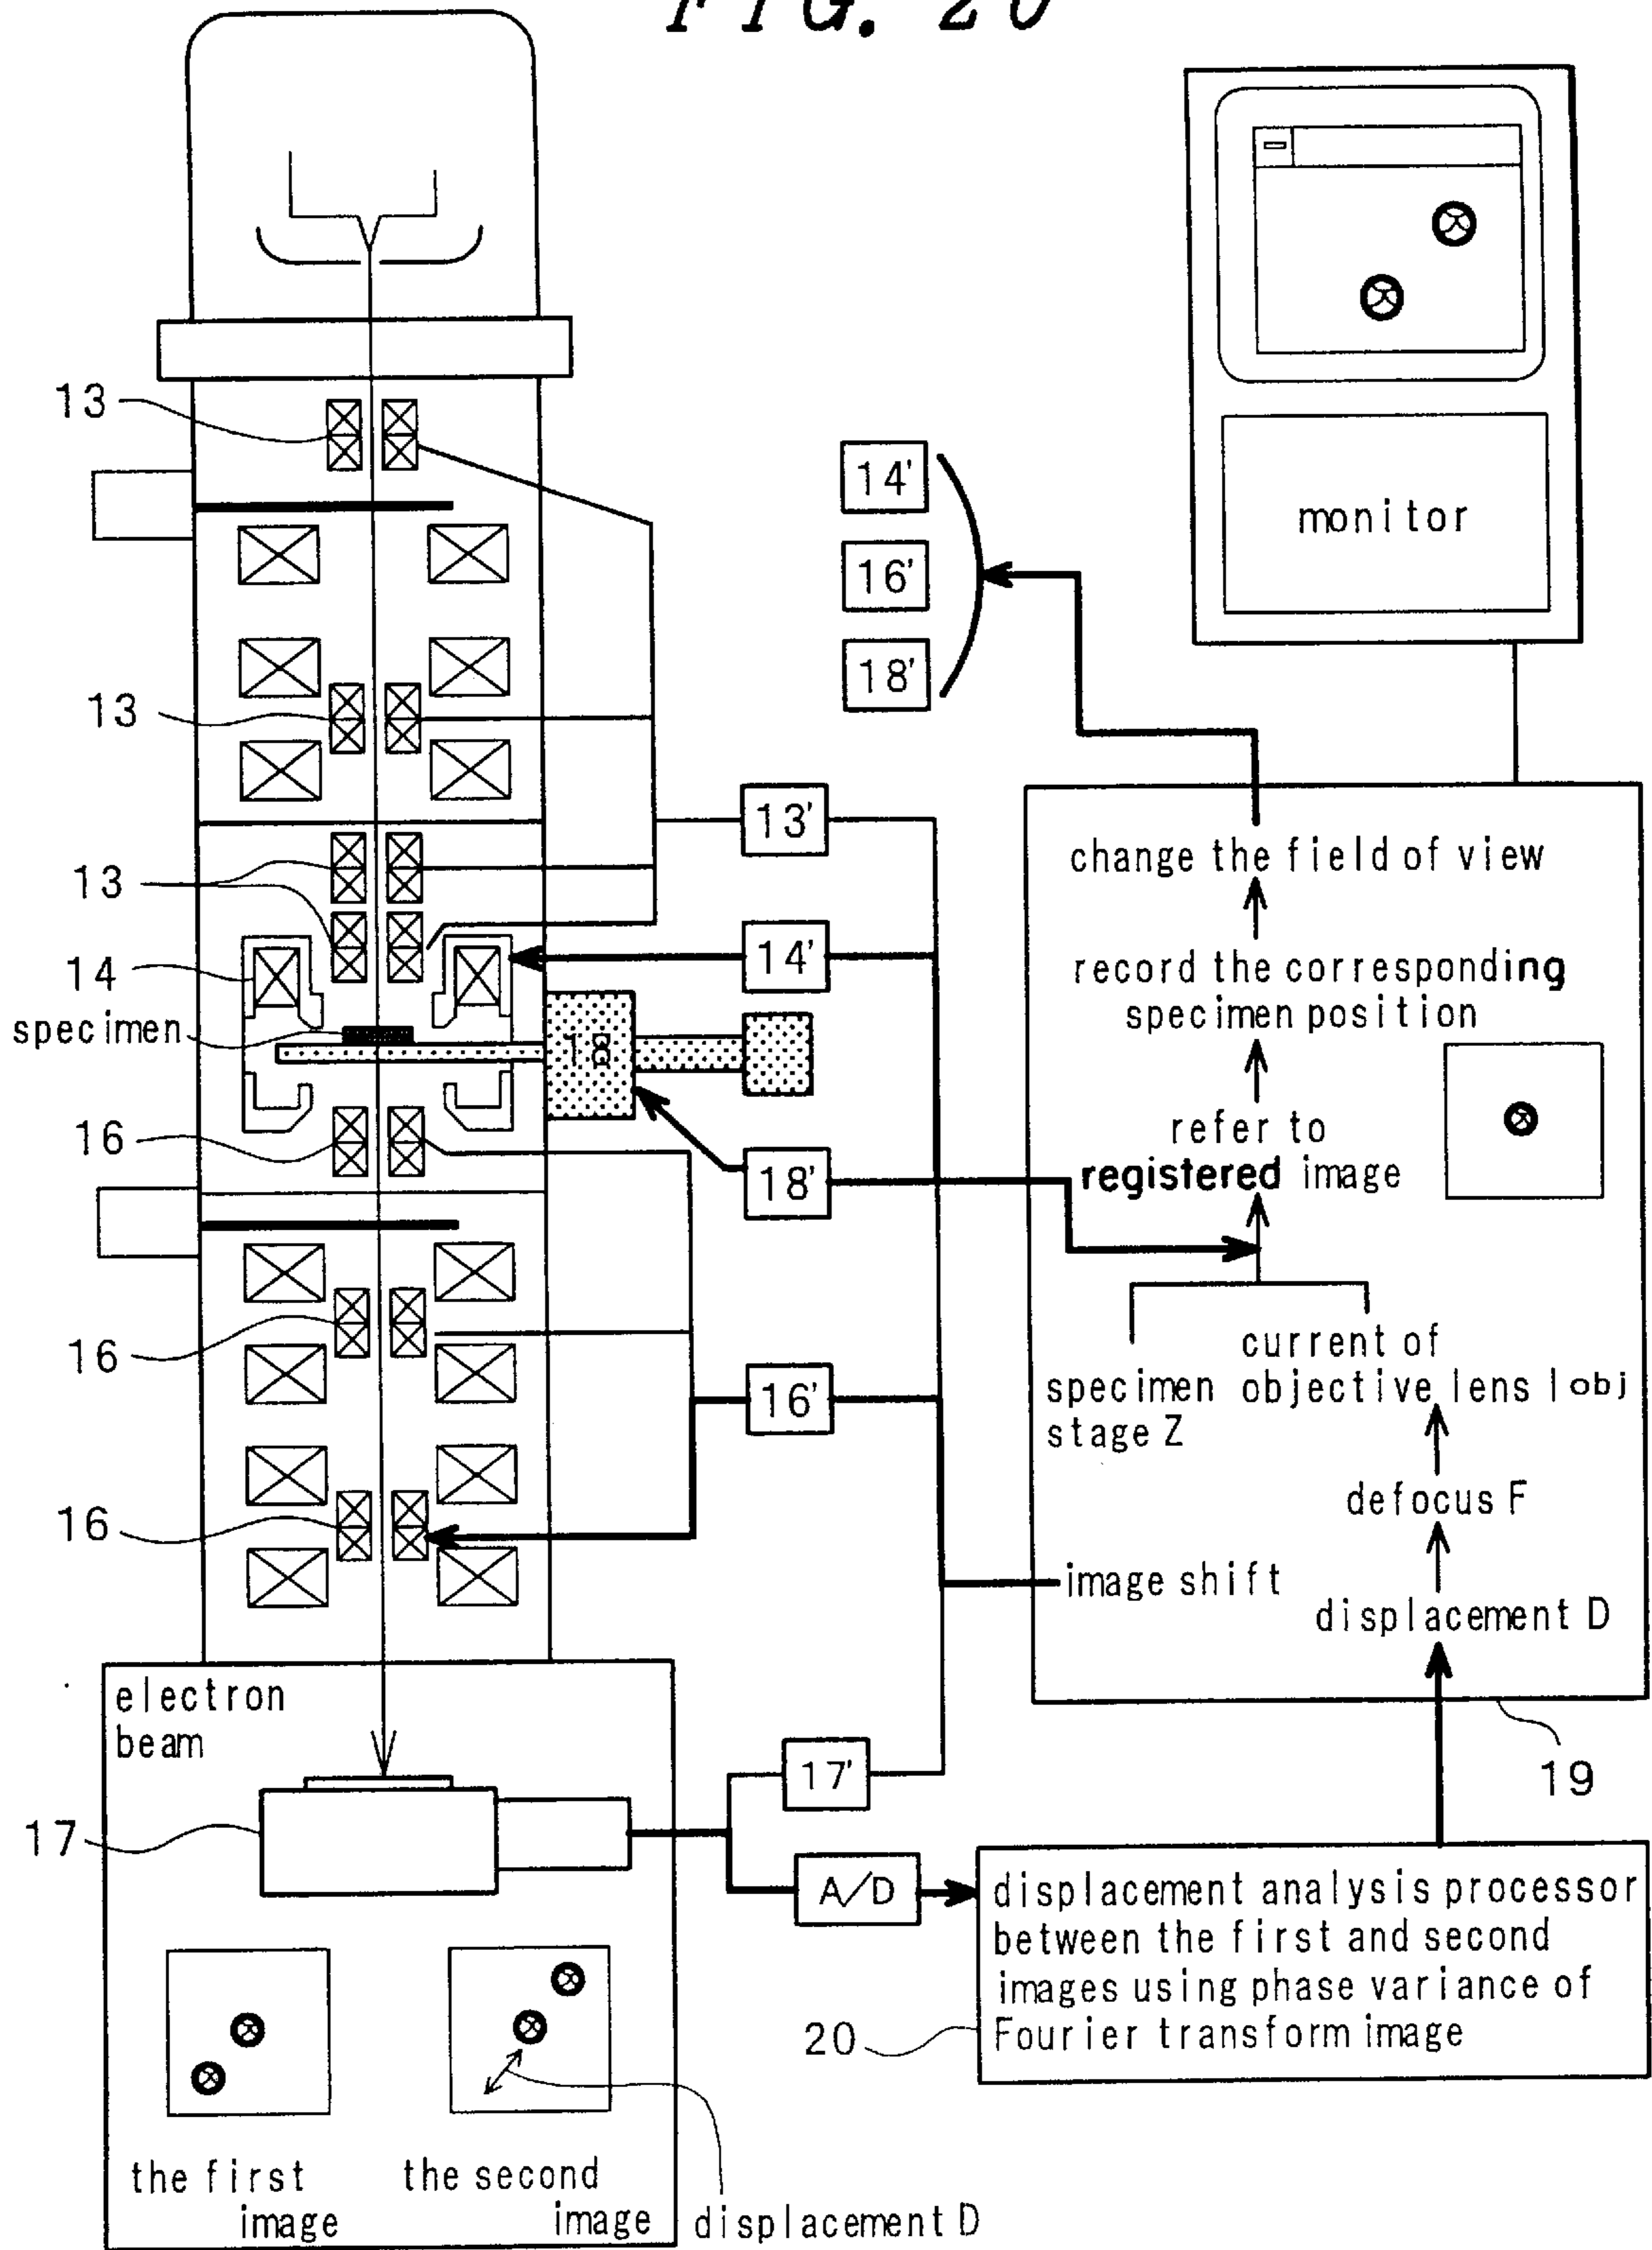 FIG. 20
13
14'
monitor
16'
13
18'
13'
change the field of view
13
14
14'
record the corresponding
specimen position
specimen
18
16
refer to
registered image
18'
16
current of
objective lens Iobj
specimen
stage Z
16'
defocus F
16
image shift
displacement D
electron
beam
17'
19
17
A/D
displacement analysis processor
between the first and second
images using phase variance of
Fourier transform image
20
the first
image
the second
image
displacement D